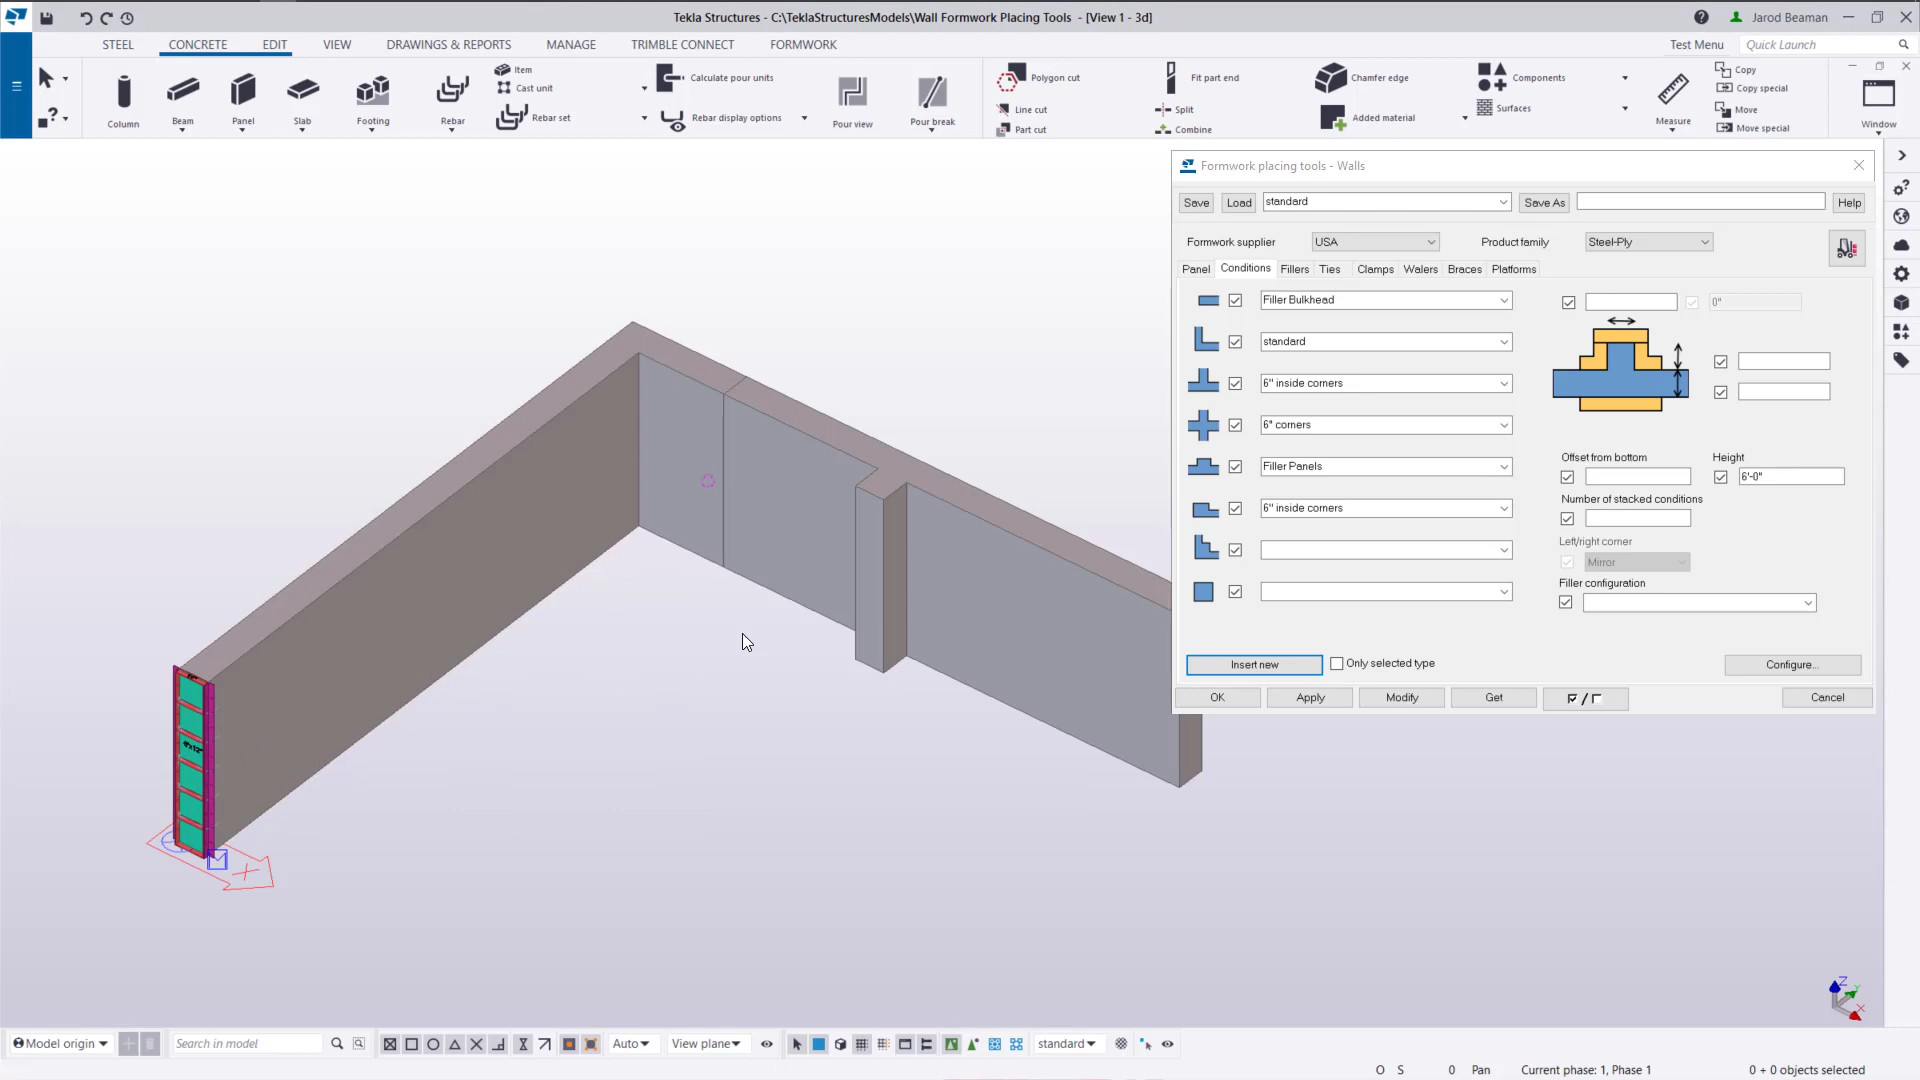 Tekla Structures - C:\TeklaStructuresModels\Wall Formwork Placing Tools - [View 1 - 3d]
Jarod Beaman
STEEL
CONCRETE
EDIT
VIEW
DRAWINGS & REPORTS
MANAGE
TRIMBLE CONNECT
FORMWORK
Test Menu
Quick Launch
Column
Beam
Panel
Slab
Footing
Rebar
Item
Cast unit
Rebar set
Calculate pour units
Rebar display options
Pour view
Pour break
Polygon cut
Line cut
Part cut
Fit part end
Split
Combine
Chamfer edge
Added material
Components
Surfaces
Measure
Copy
Copy special
Move
Move special
Window
Formwork placing tools - Walls
Save
Load
standard
Save As
Help
Formwork supplier
USA
Product family
Steel-Ply
Panel
Conditions
Fillers
Ties
Clamps
Walers
Braces
Platforms
Filler Bulkhead
0"
standard
6" inside corners
6" corners
Filler Panels
6" inside corners
Offset from bottom
Height
6'-0"
Number of stacked conditions
Left/right corner
Mirror
Filler configuration
Insert new
Only selected type
Configure...
OK
Apply
Modify
Get
/
Cancel
X
Z
Y
X
Model origin
Search in model
Auto
View plane
standard
O
S
0
Pan
Current phase: 1, Phase 1
0 + 0 objects selected